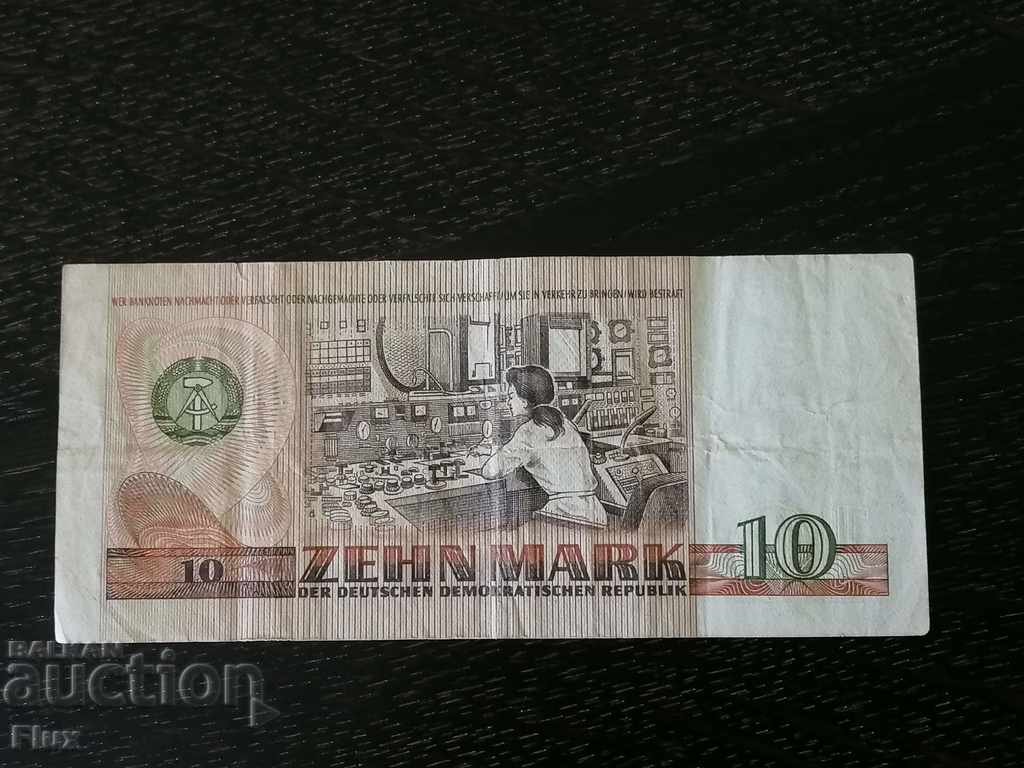 WER BANKNOTEN NACHMACHT ODER VERFÄLSCHT ODER NACHGEMACHTE ODER VERFÄLSCHTE SICH VERSCHAFFT/UM SIE IN VERKEHR ZU BRINGEN/WIRD BESTRAFT
10 ZEHN MARK 10
DER DEUTSCHEN DEMOKRATISCHEN REPUBLIK
BALKAN
auction
Flux